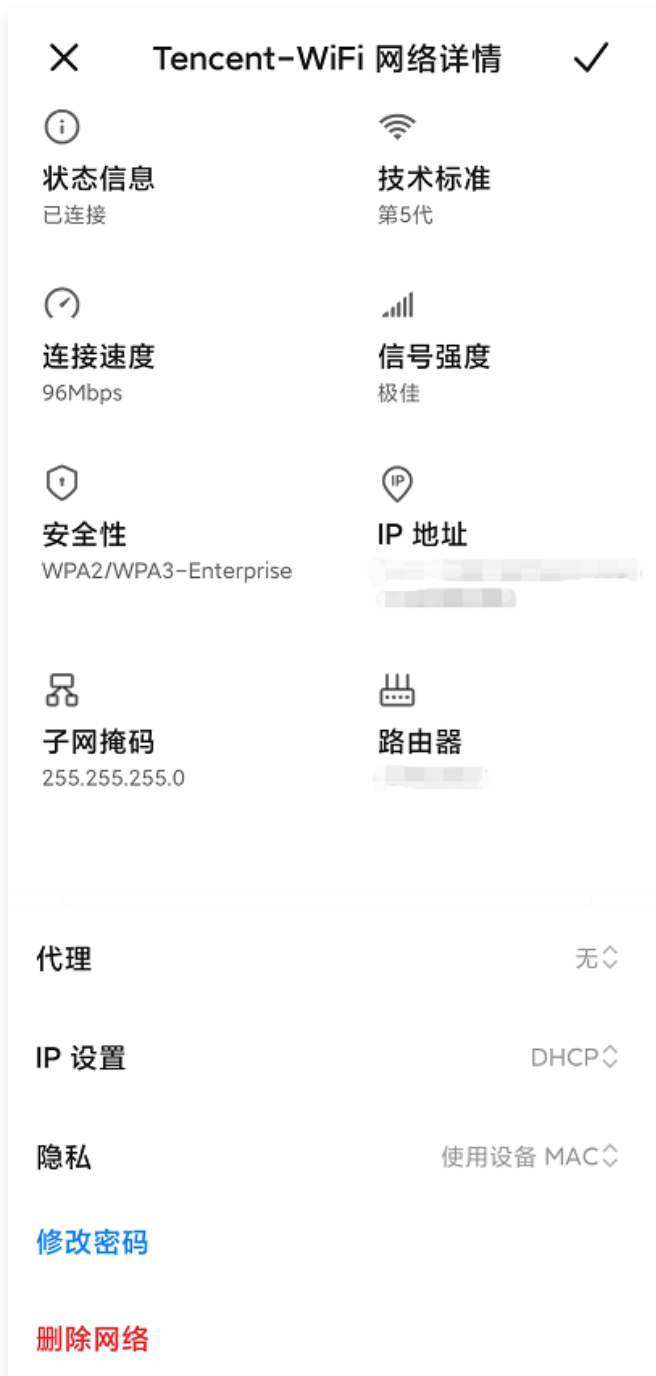 Tencent-WiFi 网络详情
状态信息
已连接
技术标准
第5代
连接速度
96Mbps
信号强度
极佳
安全性
WPA2/WPA3-Enterprise
IP 地址
子网掩码
255.255.255.0
路由器
代理
无
IP 设置
DHCP
隐私
使用设备 MAC
修改密码
删除网络